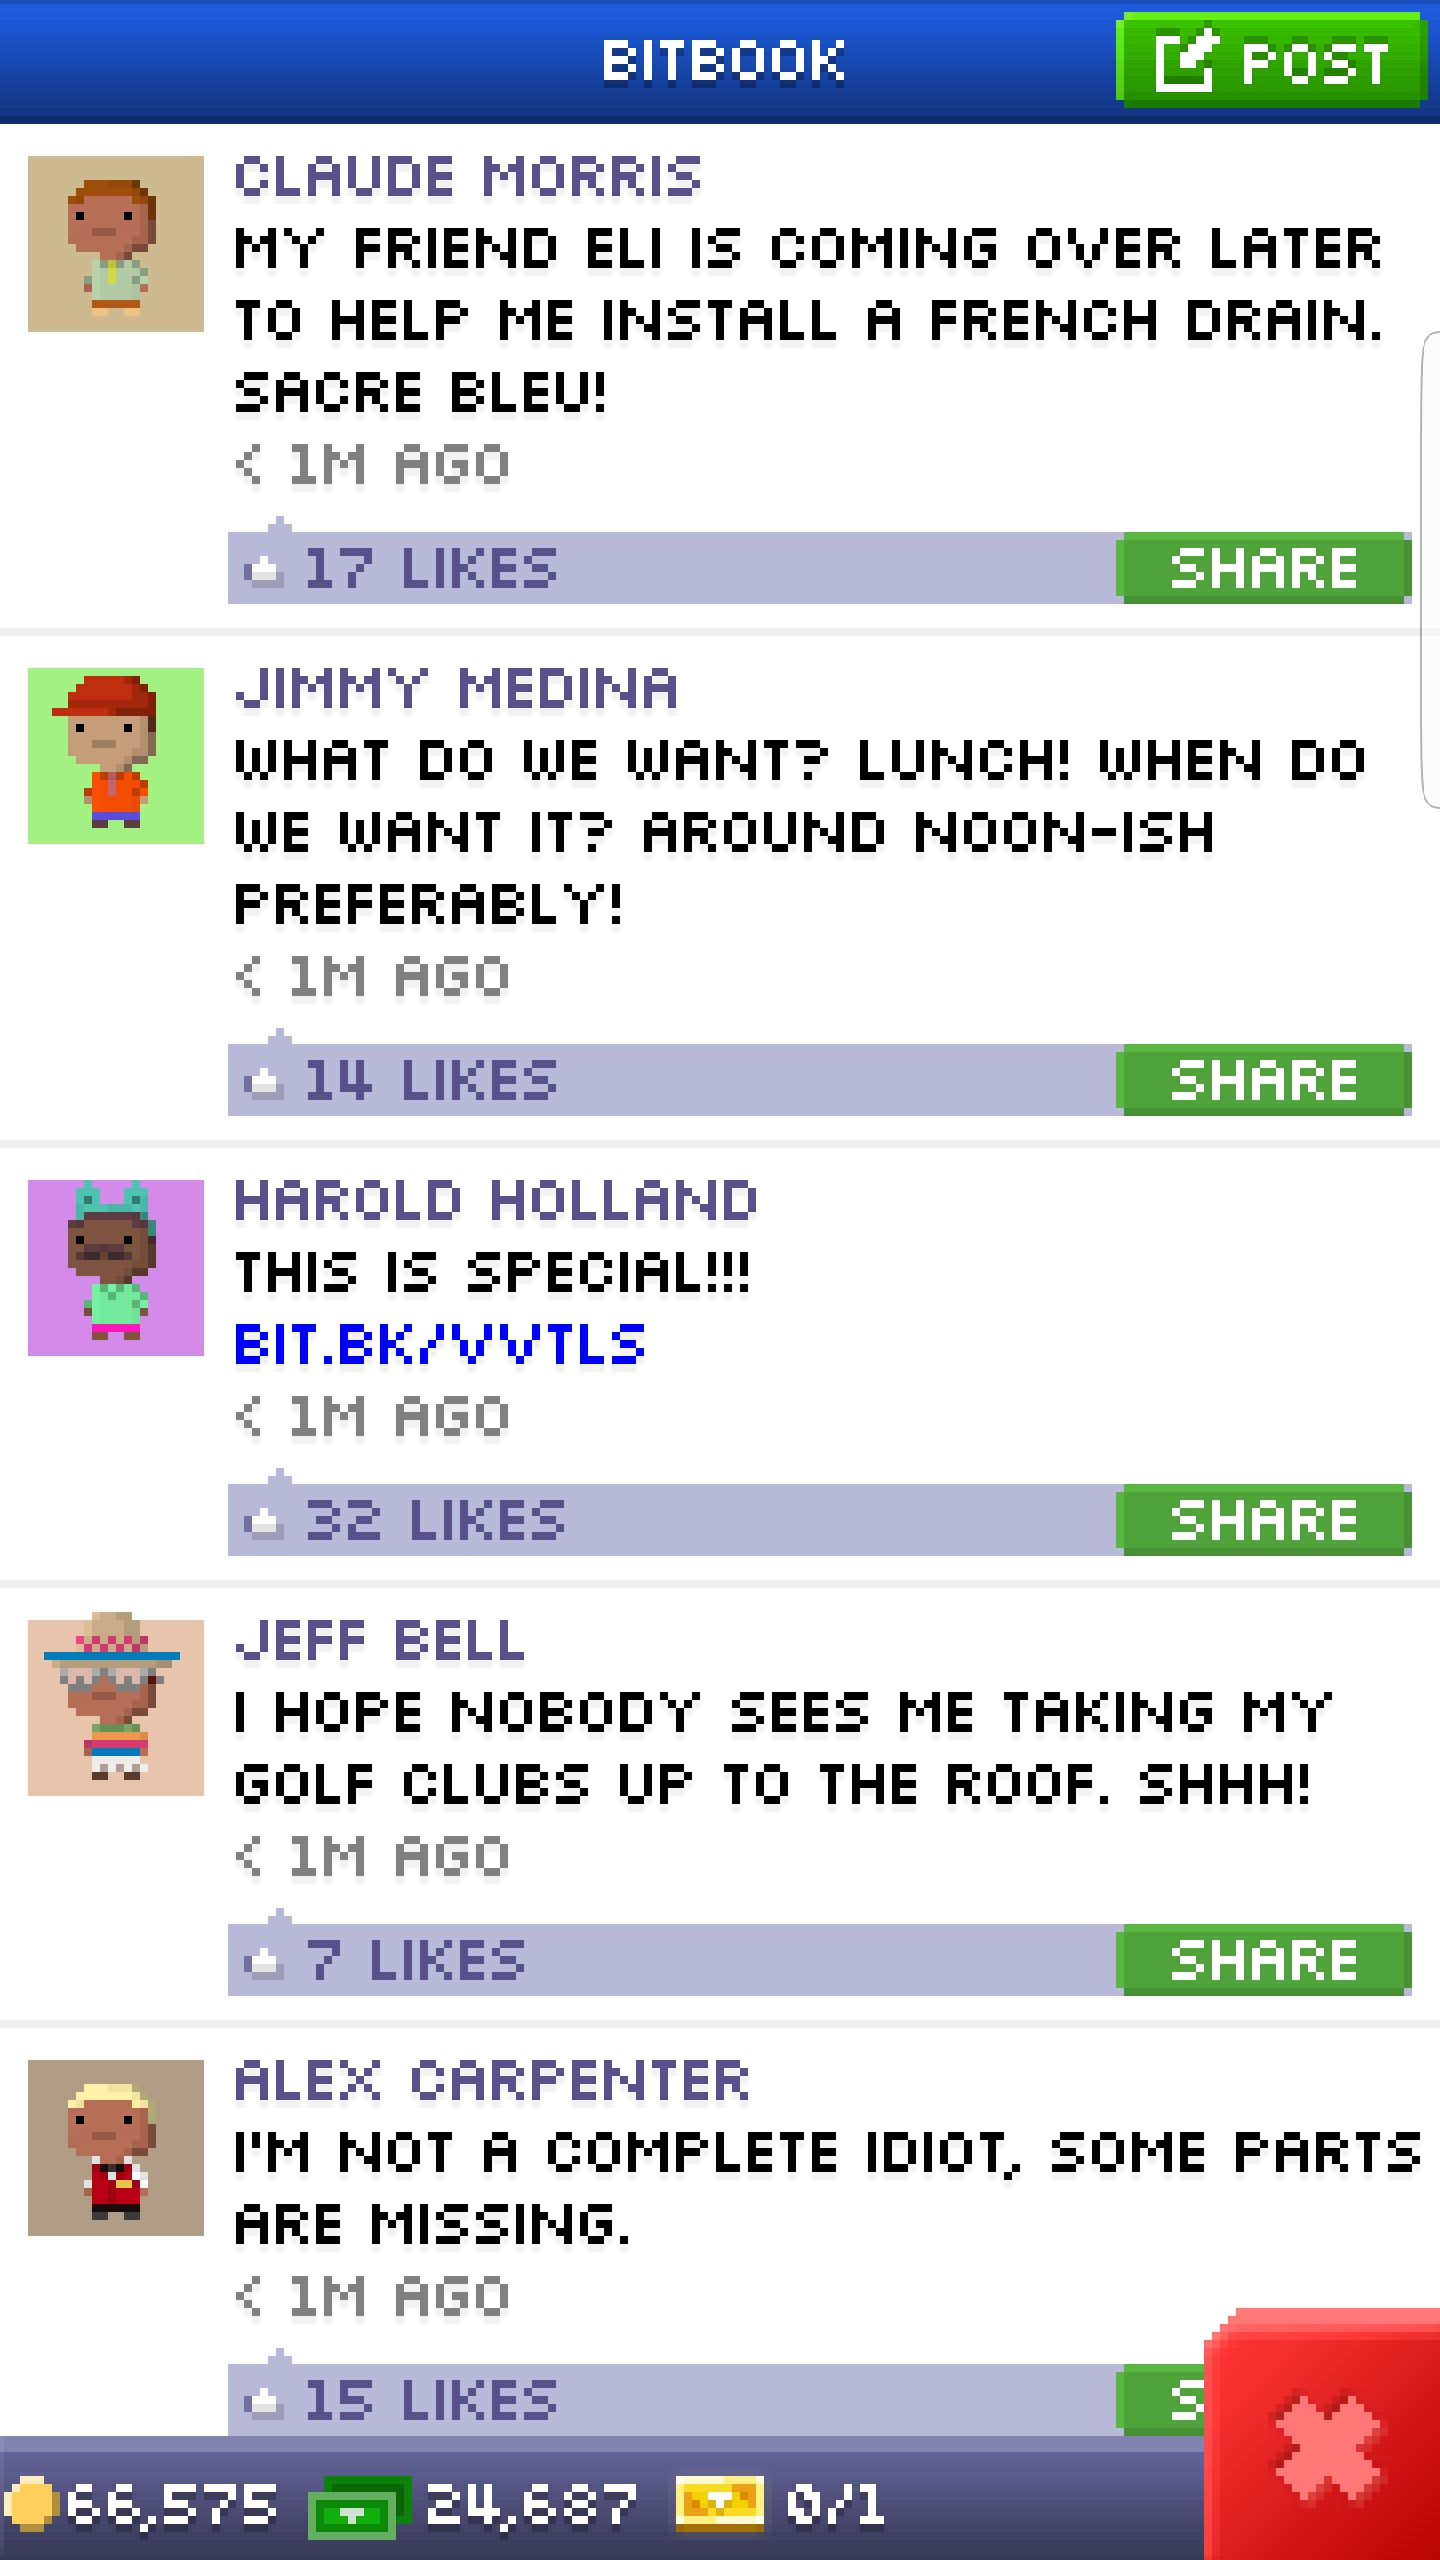 BITBOOK
POST
CLAUDE MORRIS
MY FRIEND ELI IS COMING OVER LATER
TO HELP ME INSTALL A FRENCH DRAIN.
SACRE BLEU!
< 1M AGO
17 LIKES
SHARE
JIMMY MEDINA
WHAT DO WE WANT? LUNCH! WHEN DO
WE WANT IT? AROUND NOON-ISH
PREFERABLY!
< 1M AGO
14 LIKES
SHARE
HAROLD HOLLAND
THIS IS SPECIAL!!!
BIT.BK/VVTLS
< 1M AGO
32 LIKES
SHARE
JEFF BELL
I HOPE NOBODY SEES ME TAKING MY
GOLF CLUBS UP TO THE ROOF. SHHH!
< 1M AGO
7 LIKES
SHARE
ALEX CARPENTER
I'M NOT A COMPLETE IDIOT, SOME PARTS
ARE MISSING.
< 1M AGO
15 LIKES
S
66,575
24,687
0/1